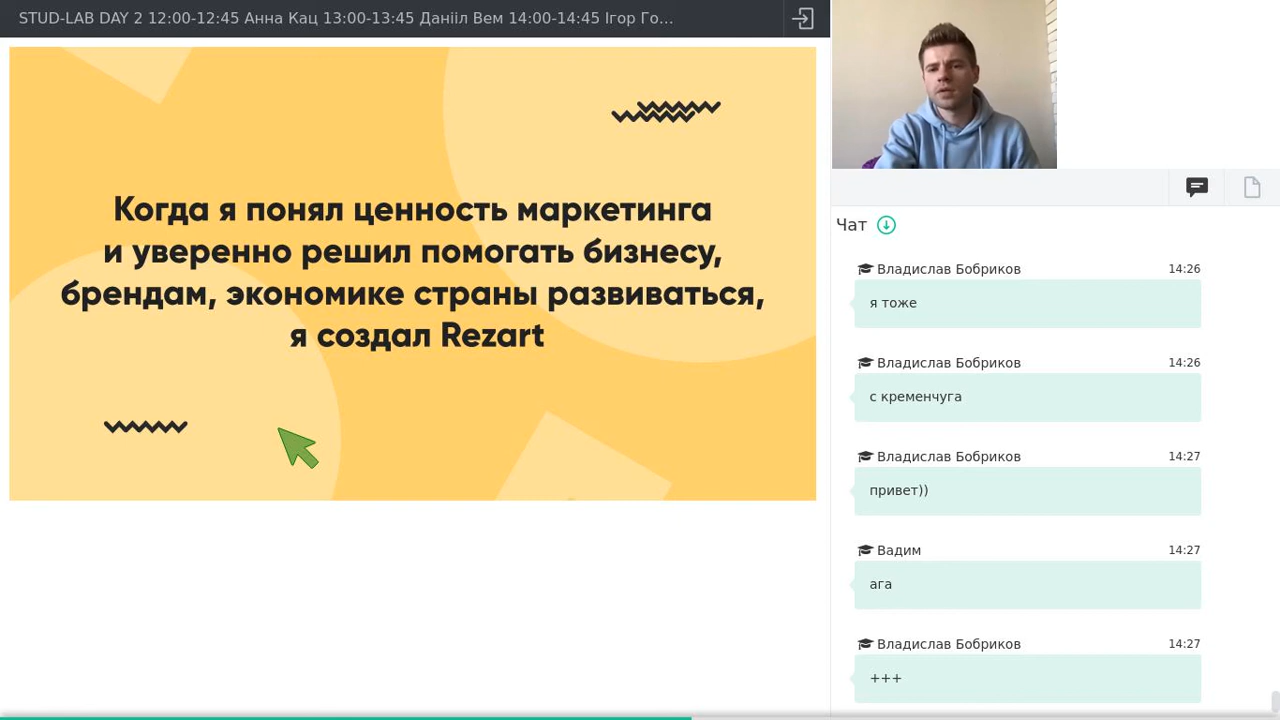 STUD-LAB DAY 2 12:00-12:45 Анна Кац 13:00-13:45 Данііл Вем 14:00-14:45 Ігор Го...
Когда я понял ценность маркетинга
и уверенно решил помогать бизнесу,
брендам, экономике страны развиваться,
я создал Rezart
Чат
Владислав Бобриков 14:26
я тоже
Владислав Бобриков 14:26
с кременчуга
Владислав Бобриков 14:27
привет))
Вадим 14:27
ага
Владислав Бобриков 14:27
+++